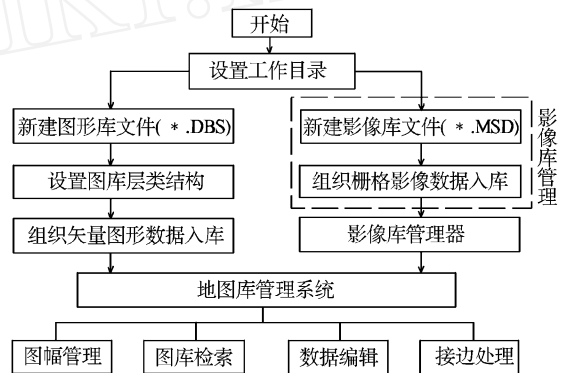 开始
设置工作目录
新建图形库文件( * .DBS)
新建影像库文件( * .MSD)
影像库管理
设置图库层类结构
组织栅格影像数据入库
组织矢量图形数据入库
影像库管理器
地图库管理系统
图幅管理
图库检索
数据编辑
接边处理